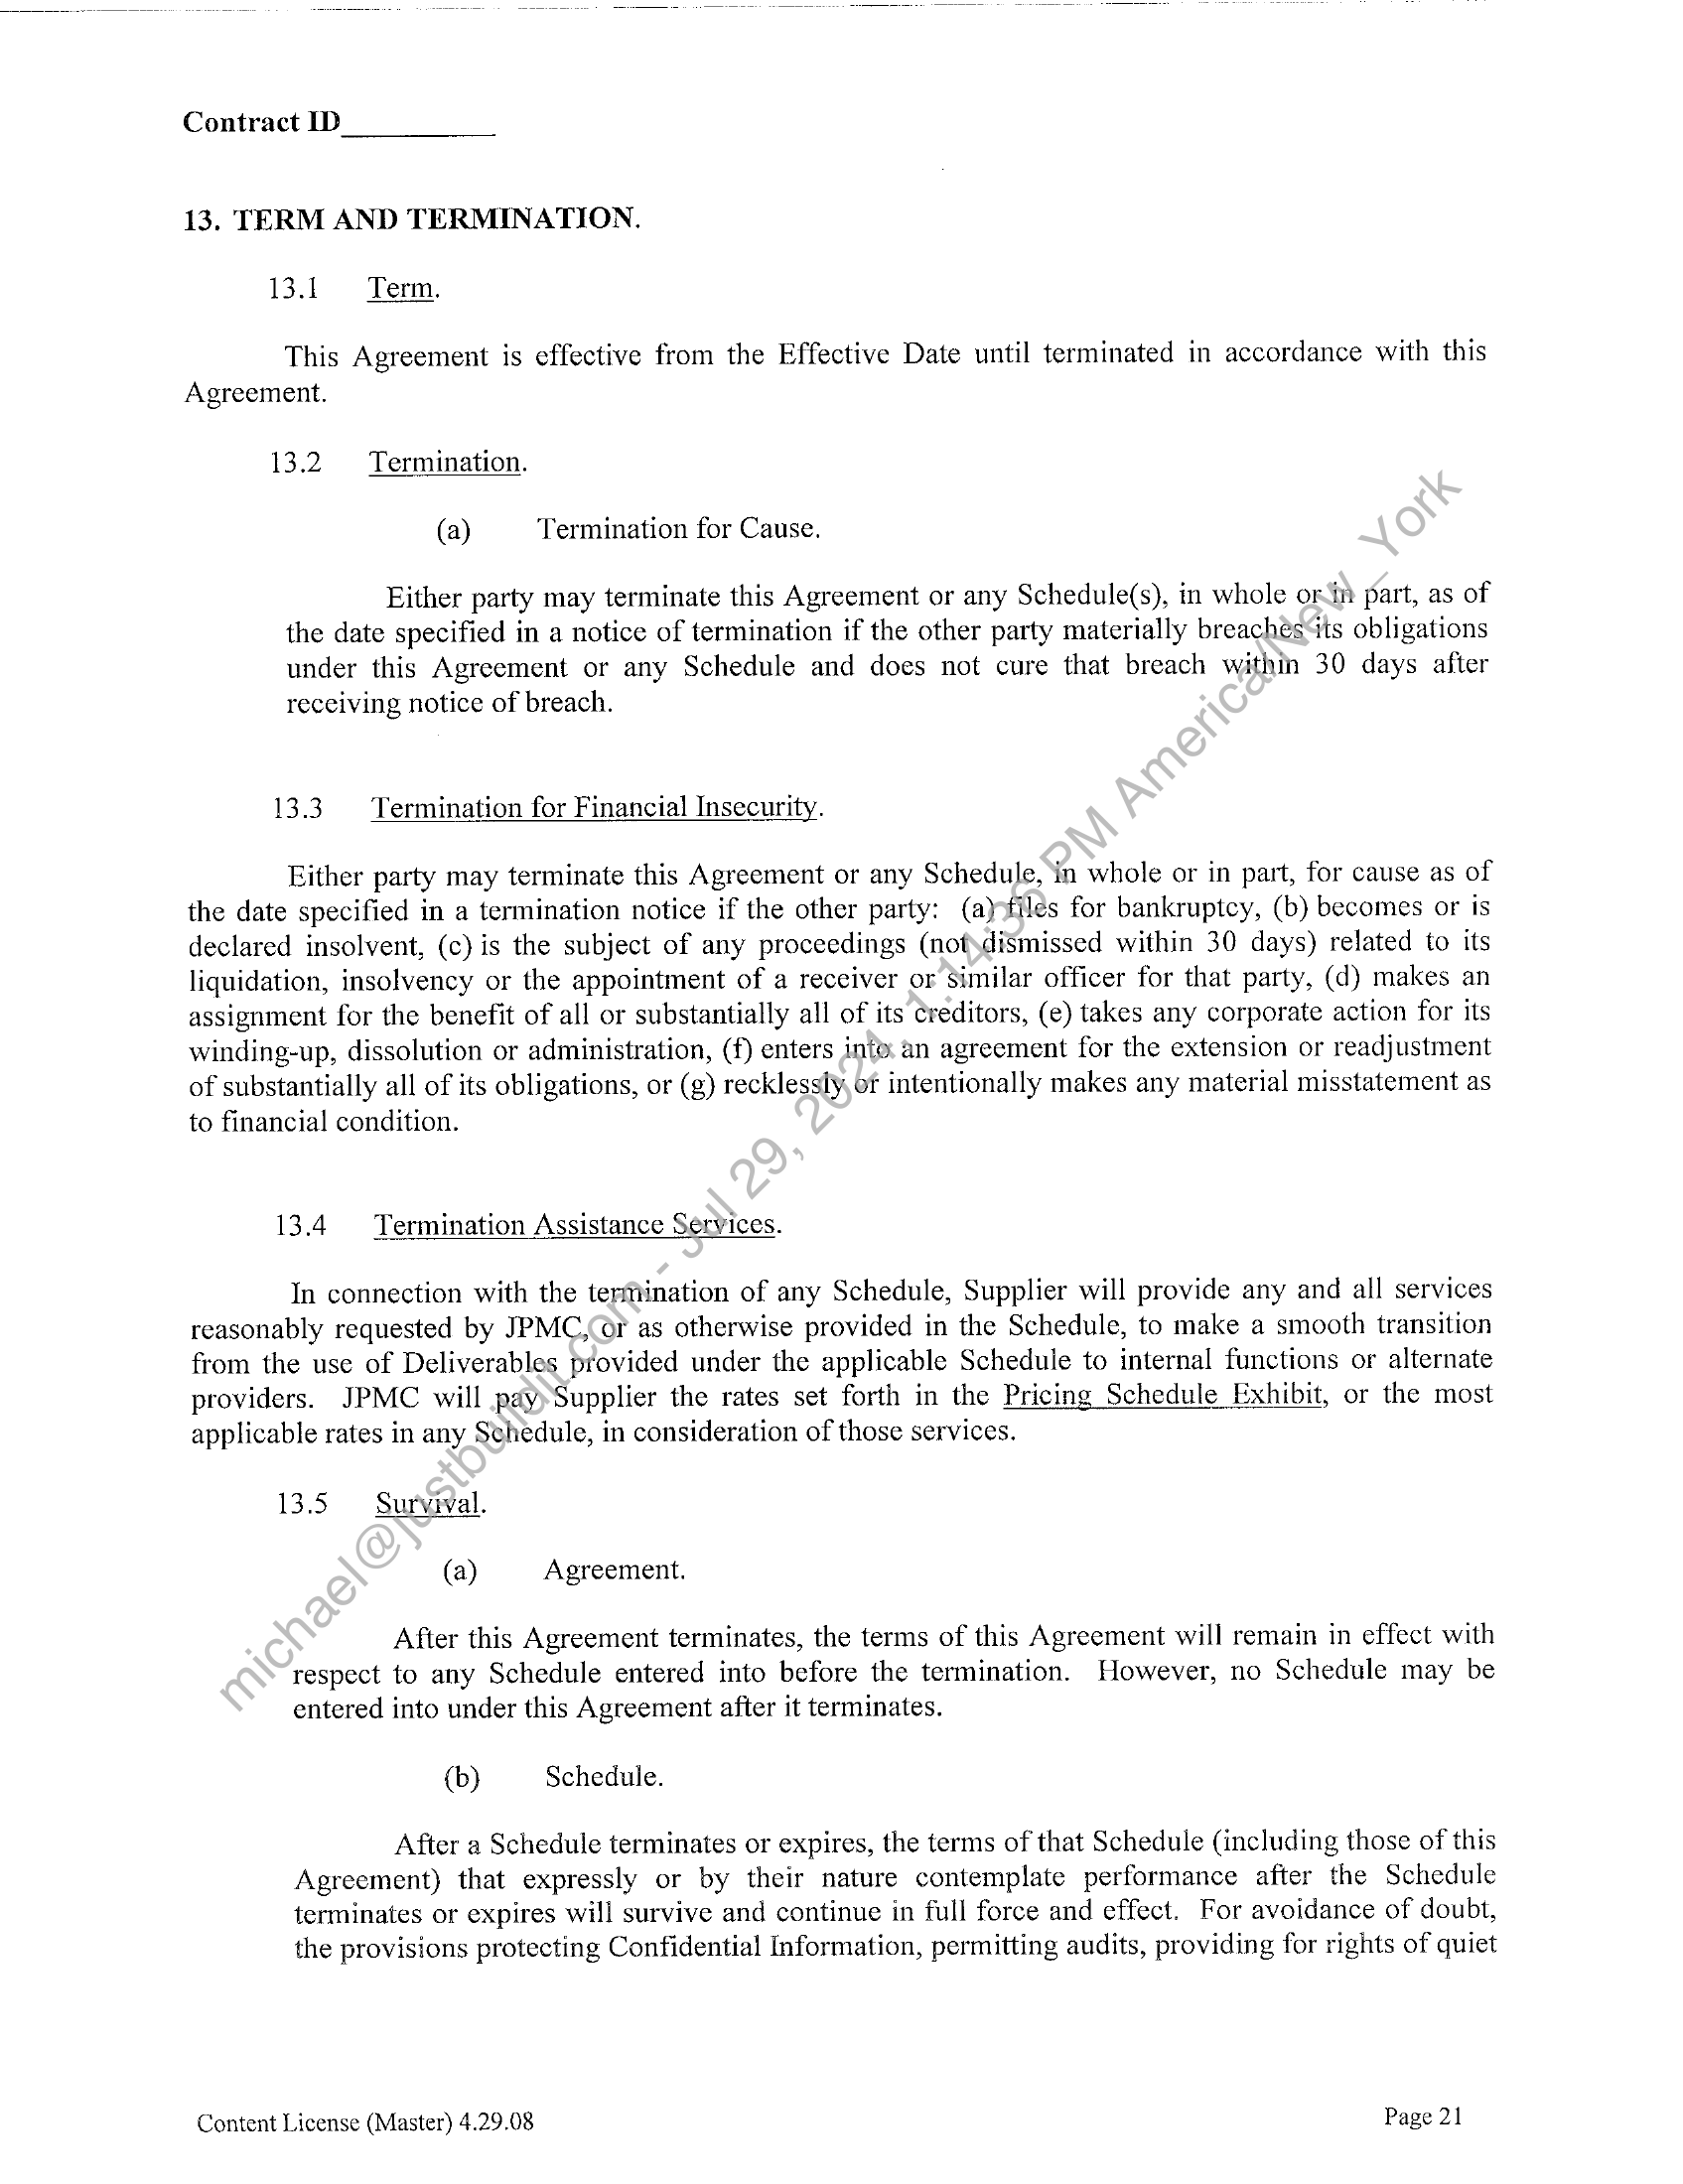 Contract ID__________
13. TERM AND TERMINATION.
13.1 Term.
This Agreement is effective from the Effective Date until terminated in accordance with this
Agreement.
13.2 Termination.
(a) Termination for Cause.
Either party may terminate this Agreement or any Schedule(s), in whole or in part, as of
the date specified in a notice of termination if the other party materially breaches its obligations
under this Agreement or any Schedule and does not cure that breach within 30 days after
receiving notice of breach.
13.3 Termination for Financial Insecurity.
Either party may terminate this Agreement or any Schedule, in whole or in part, for cause as of
the date specified in a termination notice if the other party: (a) files for bankruptcy, (b) becomes or is
declared insolvent, (c) is the subject of any proceedings (not dismissed within 30 days) related to its
liquidation, insolvency or the appointment of a receiver or similar officer for that party, (d) makes an
assignment for the benefit of all or substantially all of its creditors, (e) takes any corporate action for its
winding-up, dissolution or administration, (f) enters into an agreement for the extension or readjustment
of substantially all of its obligations, or (g) recklessly or intentionally makes any material misstatement as
to financial condition.
13.4 Termination Assistance Services.
In connection with the termination of any Schedule, Supplier will provide any and all services
reasonably requested by JPMC, or as otherwise provided in the Schedule, to make a smooth transition
from the use of Deliverables provided under the applicable Schedule to internal functions or alternate
providers. JPMC will pay Supplier the rates set forth in the Pricing Schedule Exhibit, or the most
applicable rates in any Schedule, in consideration of those services.
13.5 Survival.
(a) Agreement.
After this Agreement terminates, the terms of this Agreement will remain in effect with
respect to any Schedule entered into before the termination. However, no Schedule may be
entered into under this Agreement after it terminates.
(b) Schedule.
After a Schedule terminates or expires, the terms of that Schedule (including those of this
Agreement) that expressly or by their nature contemplate performance after the Schedule
terminates or expires will survive and continue in full force and effect. For avoidance of doubt,
the provisions protecting Confidential Information, permitting audits, providing for rights of quiet
Content License (Master) 4.29.08
Page 21
michael@justbuildit.com - Jul 29, 2024, 1:14:36 PM America/New_York